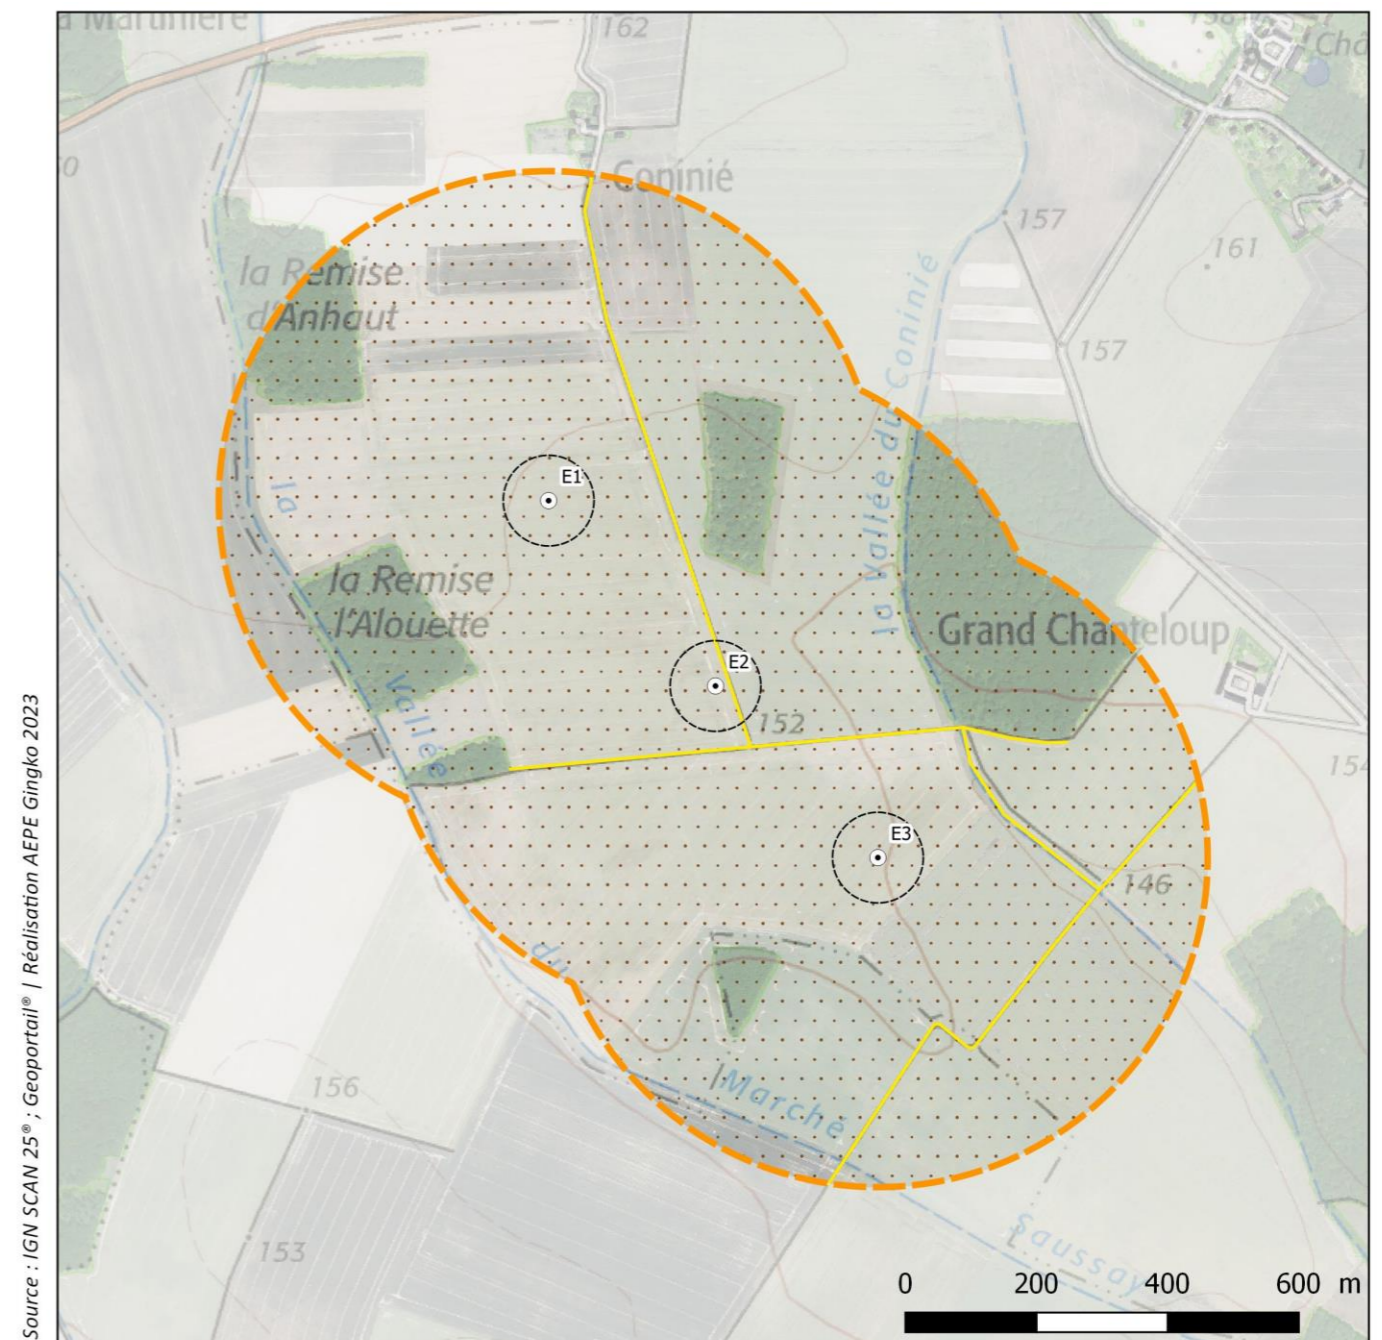 a Martinière
162
Châ
Coninié
157
161
la Remise
d'Anhaut
157
la Vallée du Coninié
E1
la
la Remise
l'Alouette
Grand Chanteloup
E2
152
Vallée
154
E3
146
du
Marché
156
153
Saussay
0 200 400 600 m
Source : IGN SCAN 25® ; Geoportail® | Réalisation AEPE Gingko 2023